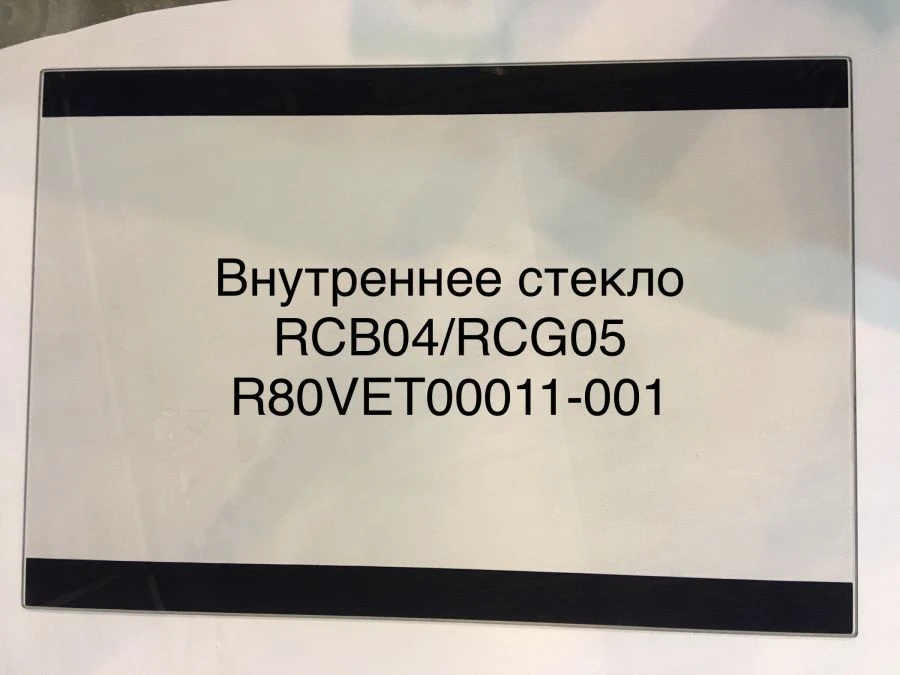 Внутреннее стекло
RCB04/RCG05
R80VET00011-001